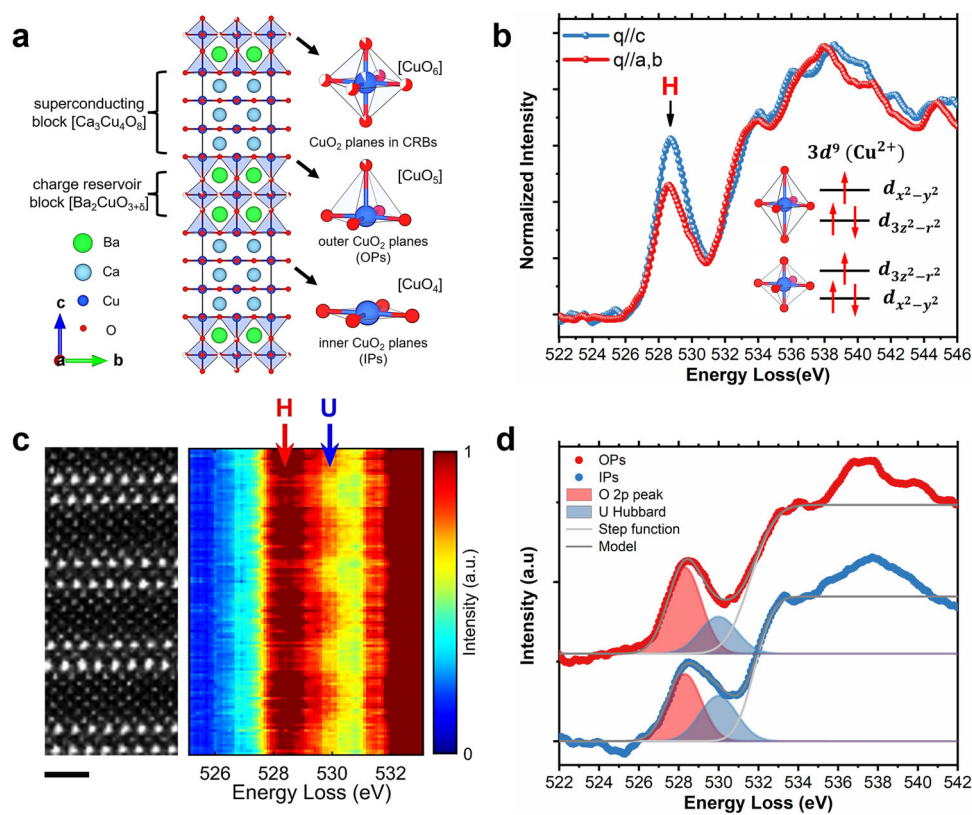 a
superconducting
block [Ca₃Cu₄O₈]
charge reservoir
block [Ba₂CuO₃₊δ]
Ba
Ca
Cu
O
c
a
b
[CuO₆]
CuO₂ planes in CRBs
[CuO₅]
outer CuO₂ planes
(OPs)
[CuO₄]
inner CuO₂ planes
(IPs)
b
q//c
q//a,b
H
3d⁹ (Cu²⁺)
dx²−y²
d3z²−r²
d3z²−r²
dx²−y²
Normalized Intensity
522 524 526 528 530 532 534 536 538 540 542 544 546
Energy Loss(eV)
c
H
U
1
0
Intensity (a.u.)
526 528 530 532
Energy Loss (eV)
d
OPs
IPs
O 2p peak
U Hubbard
Step function
Model
Intensity (a.u)
522 524 526 528 530 532 534 536 538 540 542
Energy Loss (eV)